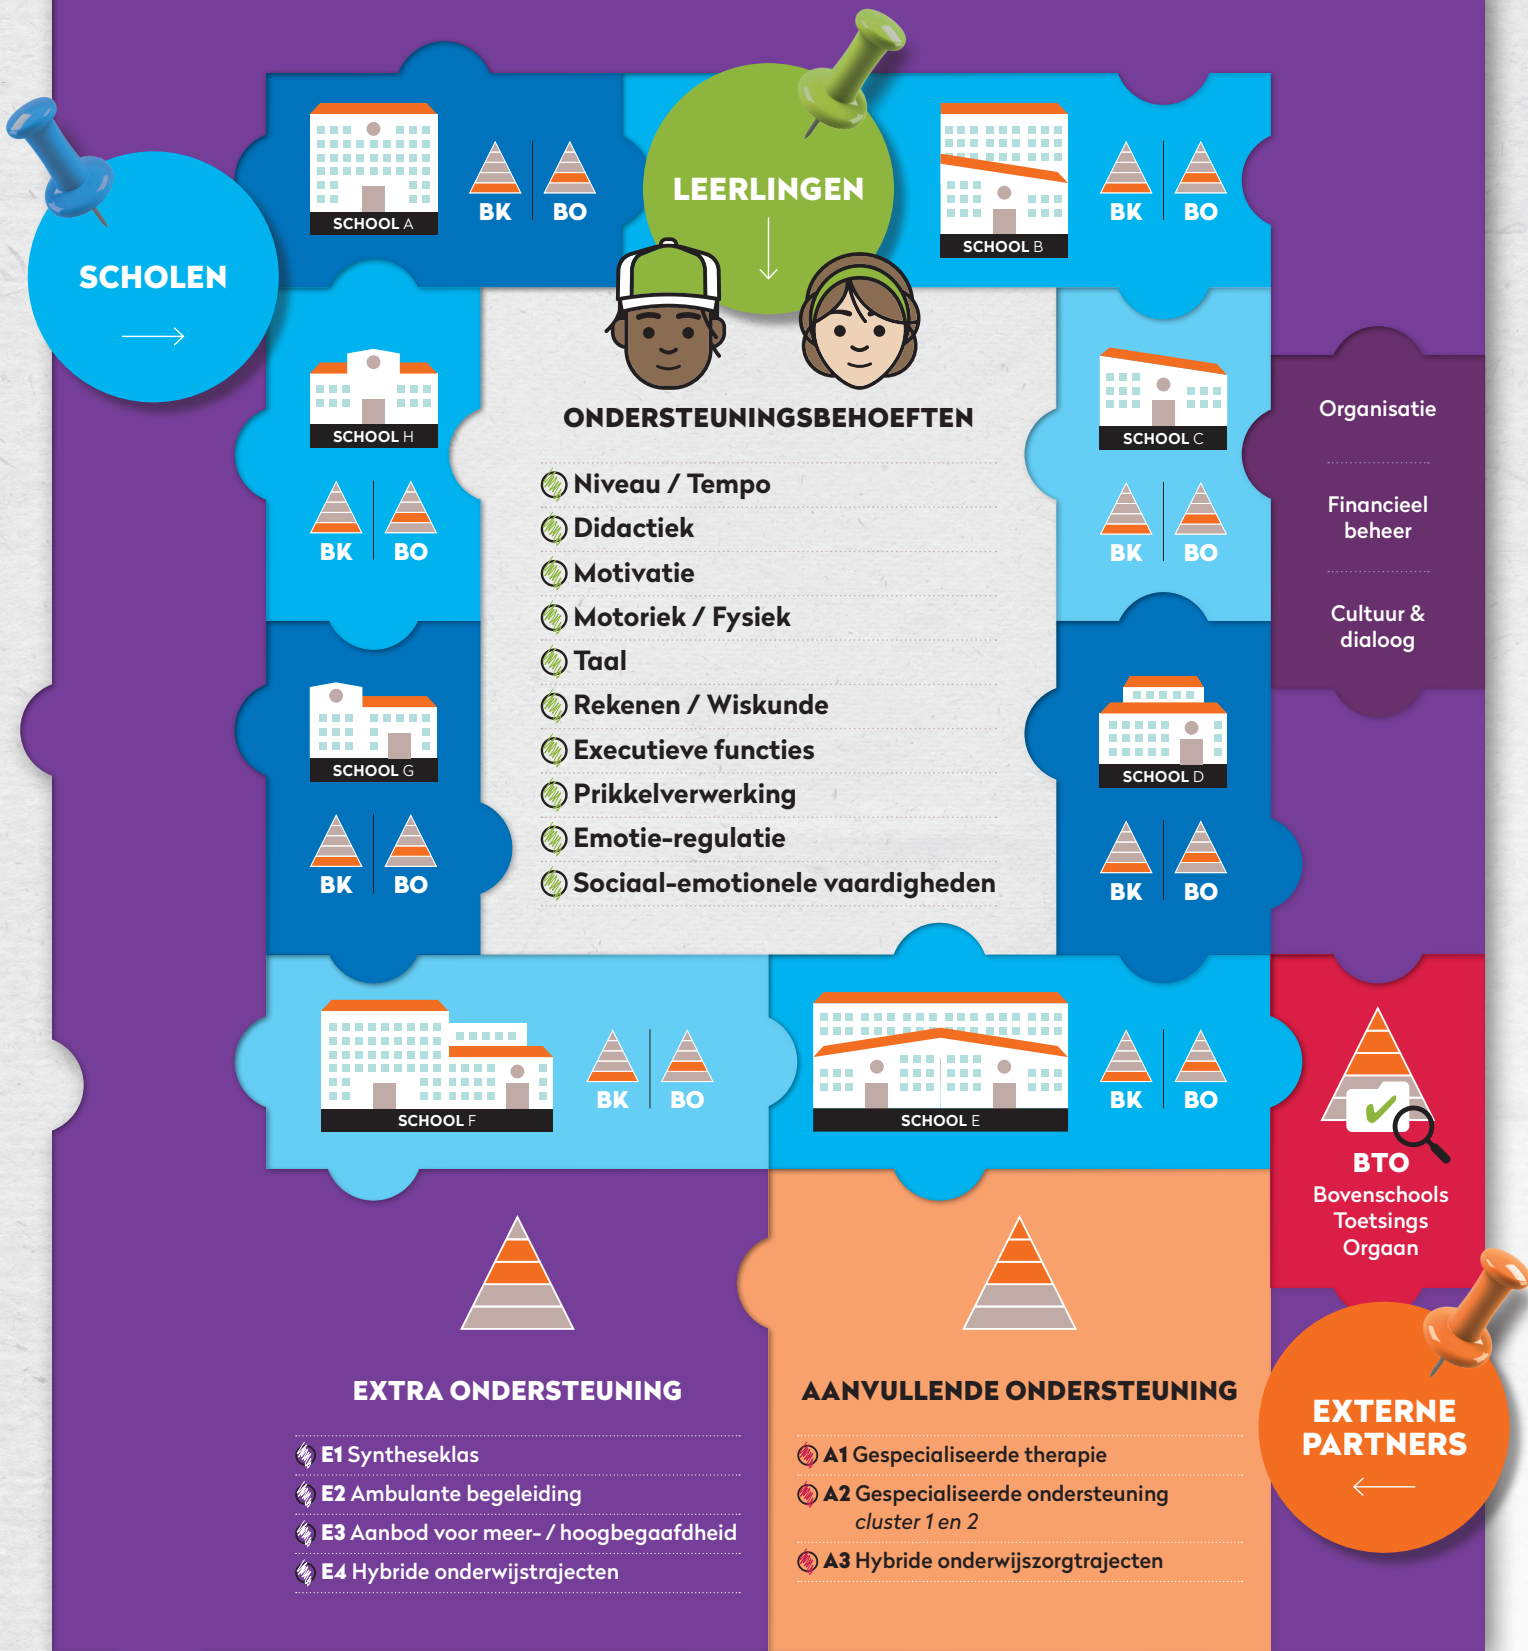 SCHOLEN
SCHOOL A
BK
BO
LEERLINGEN
SCHOOL B
BK
BO
SCHOOL H
BK
BO
ONDERSTEUNINGSBEHOEFTEN
Niveau / Tempo
Didactiek
Motivatie
Motoriek / Fysiek
Taal
Rekenen / Wiskunde
Executieve functies
Prikkelverwerking
Emotie-regulatie
Sociaal-emotionele vaardigheden
SCHOOL C
BK
BO
Organisatie
Financieel
beheer
Cultuur &
dialoog
SCHOOL G
BK
BO
SCHOOL D
BK
BO
SCHOOL F
BK
BO
SCHOOL E
BK
BO
BTO
Bovenschools
Toetsings
Orgaan
EXTRA ONDERSTEUNING
E1 Syntheseklas
E2 Ambulante begeleiding
E3 Aanbod voor meer- / hoogbegaafdheid
E4 Hybride onderwijstrajecten
AANVULLENDE ONDERSTEUNING
A1 Gespecialiseerde therapie
A2 Gespecialiseerde ondersteuning
cluster 1 en 2
A3 Hybride onderwijszorgtrajecten
EXTERNE
PARTNERS